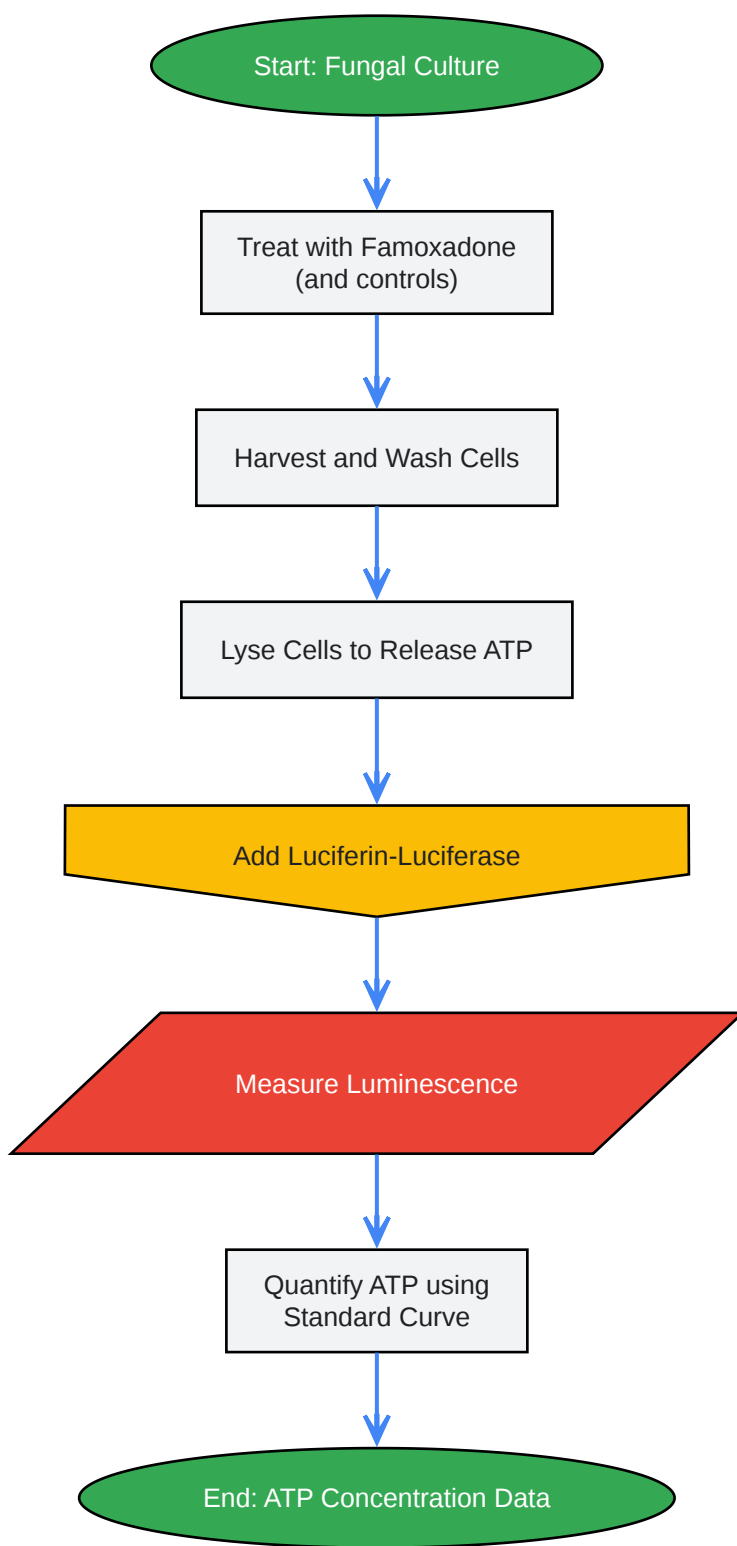 Start: Fungal Culture
Treat with Famoxadone
(and controls)
Harvest and Wash Cells
Lyse Cells to Release ATP
Add Luciferin-Luciferase
Measure Luminescence
Quantify ATP using
Standard Curve
End: ATP Concentration Data